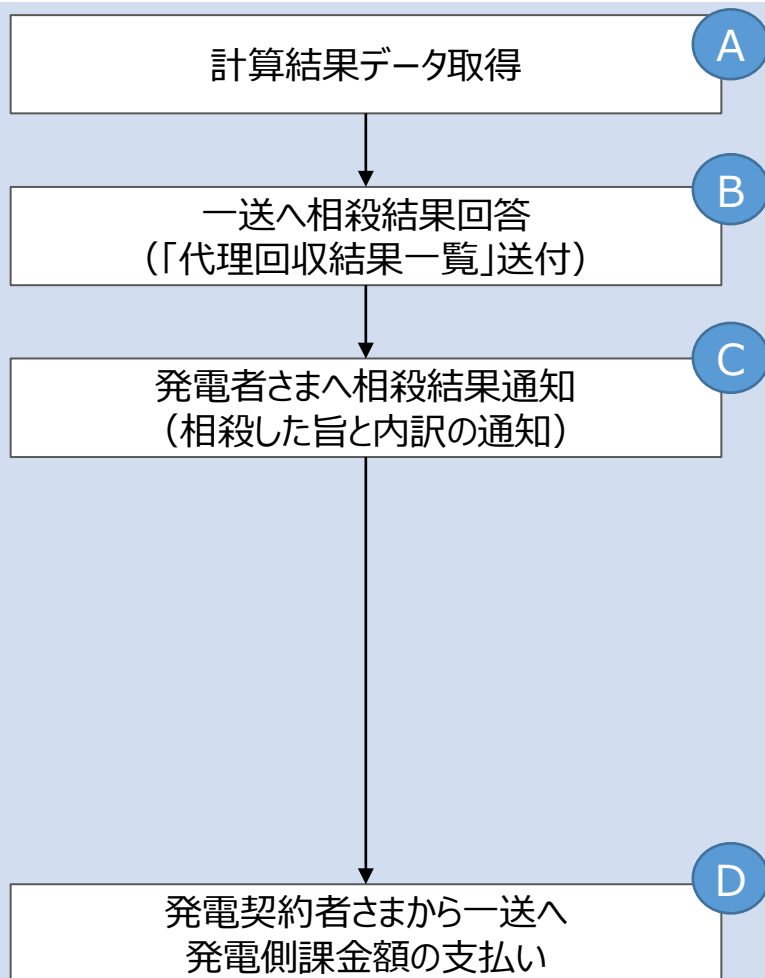 A
計算結果データ取得
B
一送へ相殺結果回答
（「代理回収結果一覧」送付）
C
発電者さまへ相殺結果通知
（相殺した旨と内訳の通知）
D
発電契約者さまから一送へ
発電側課金額の支払い